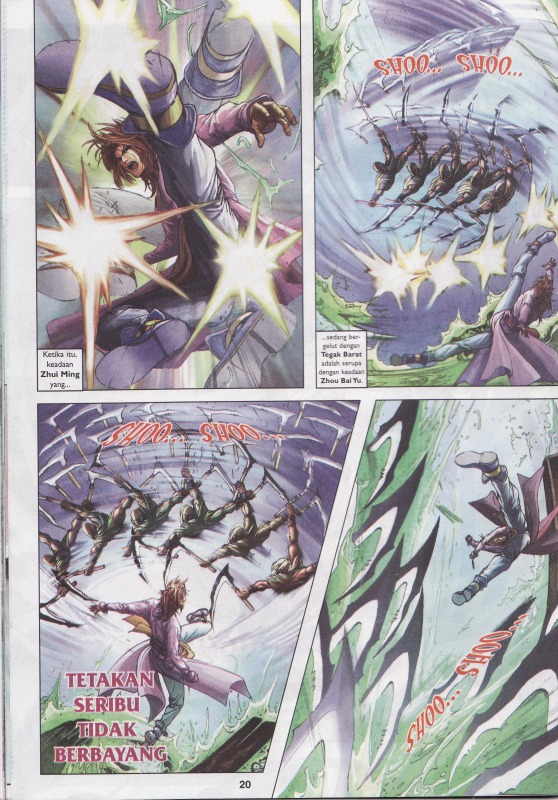 Ketika itu,
keadaan
Zhui Ming
yang...
SHOO... SHOO...
...sedang ber-
gelut dengan
Tegak Barat
adalah serupa
dengan keadaan
Zhou Bai Yu.
SHOO... SHOO...
TETAKAN
SERIBU
TIDAK
BERBAYANG
SHOO... SHOO...
20